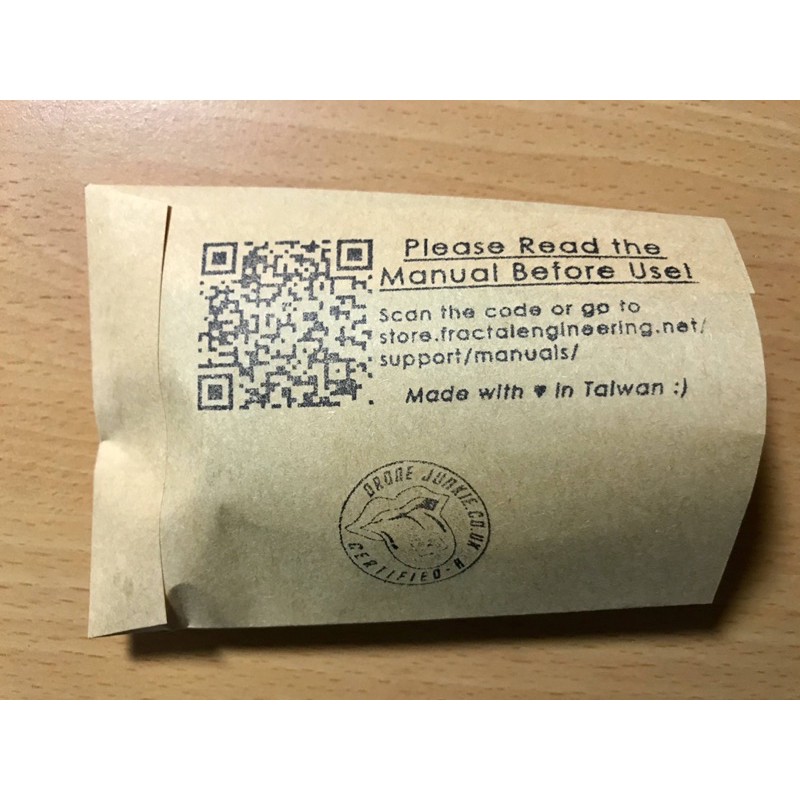 Please Read the
Manual Before Use!
Scan the code or go to
store.fractalengineering.net/
support/manuals/
Made with ♥ in Taiwan :)
DRONE JUNKIE.CO.UK
CERTIFIED